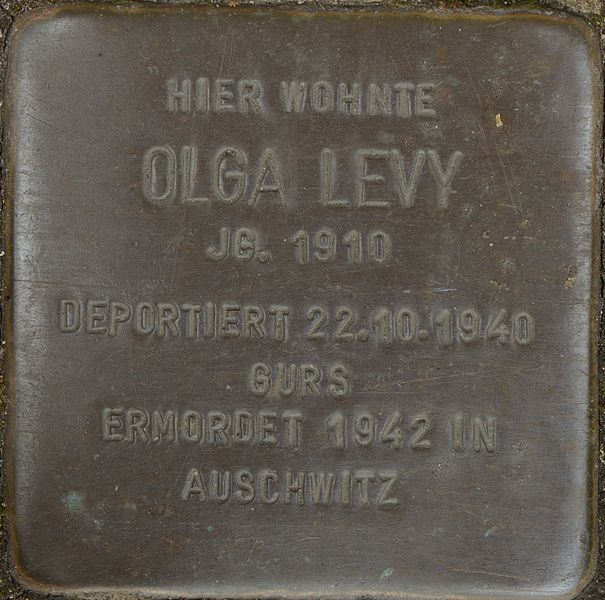 HIER WOHNTE
OLGA LEVY
JG. 1910
DEPORTIERT 22.10.1940
GURS
ERMORDET 1942 IN
AUSCHWITZ